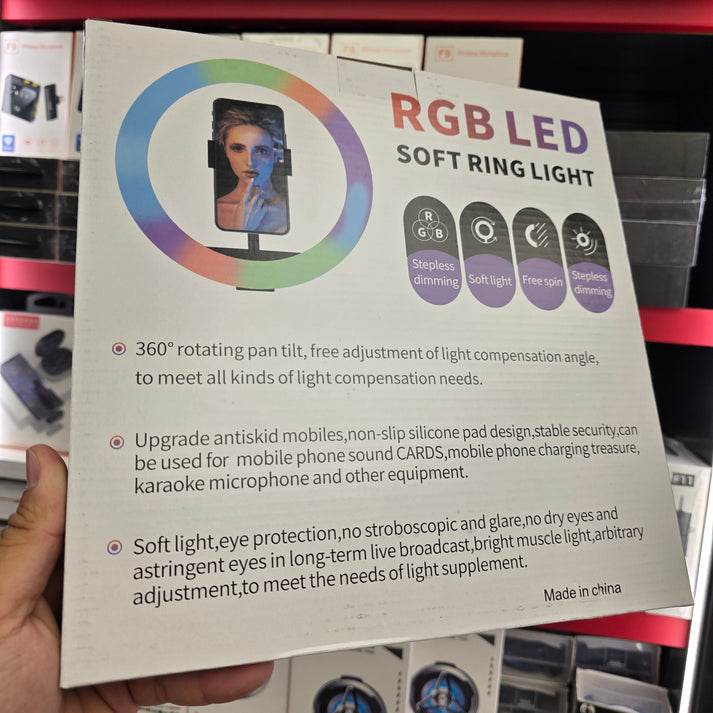 F9
F9
RGB LED
SOFT RING LIGHT
R
G B
Stepless
dimming
Soft light
Free spin
Stepless
dimming
360° rotating pan tilt, free adjustment of light compensation angle,
to meet all kinds of light compensation needs.
Upgrade antiskid mobiles,non-slip silicone pad design,stable security,can
be used for mobile phone sound CARDS,mobile phone charging treasure,
karaoke microphone and other equipment.
Soft light,eye protection,no stroboscopic and glare,no dry eyes and
astringent eyes in long-term live broadcast,bright muscle light,arbitrary
adjustment,to meet the needs of light supplement.
Made in china
F11